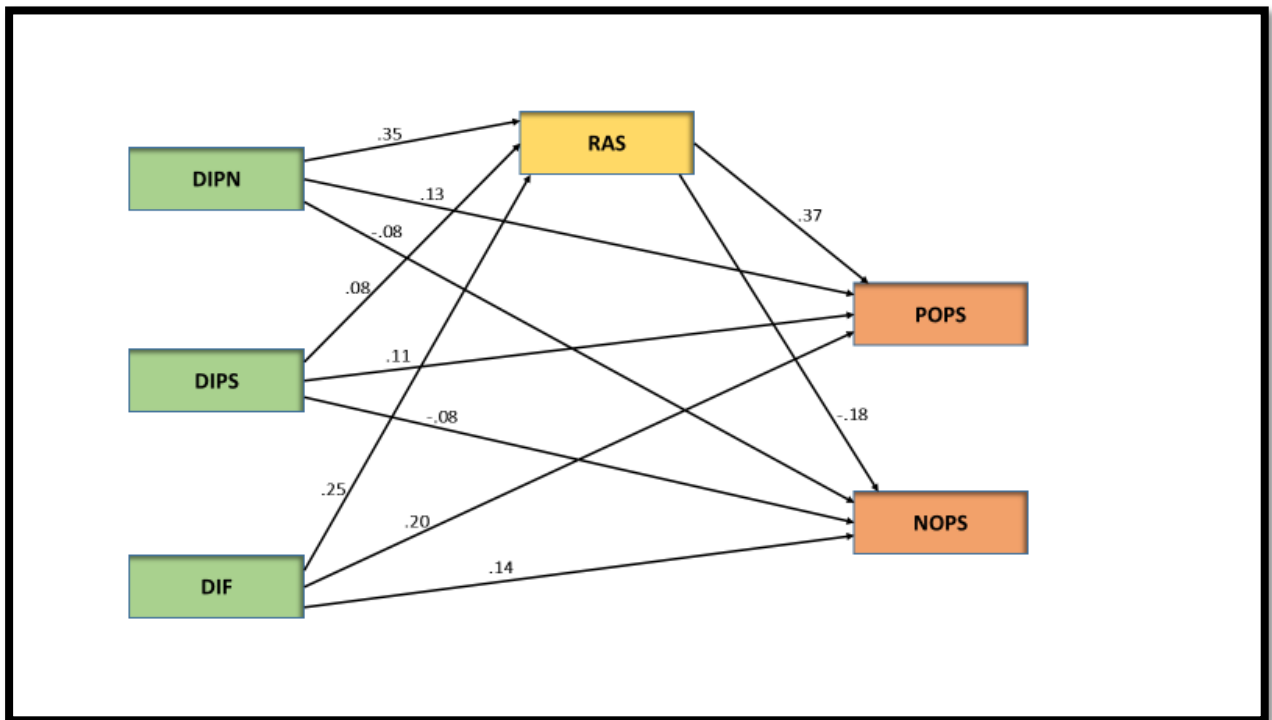 .35
RAS
DIPN
.13
.37
-.08
.08
POPS
.11
DIPS
-.08
-.18
.25
.20
NOPS
.14
DIF